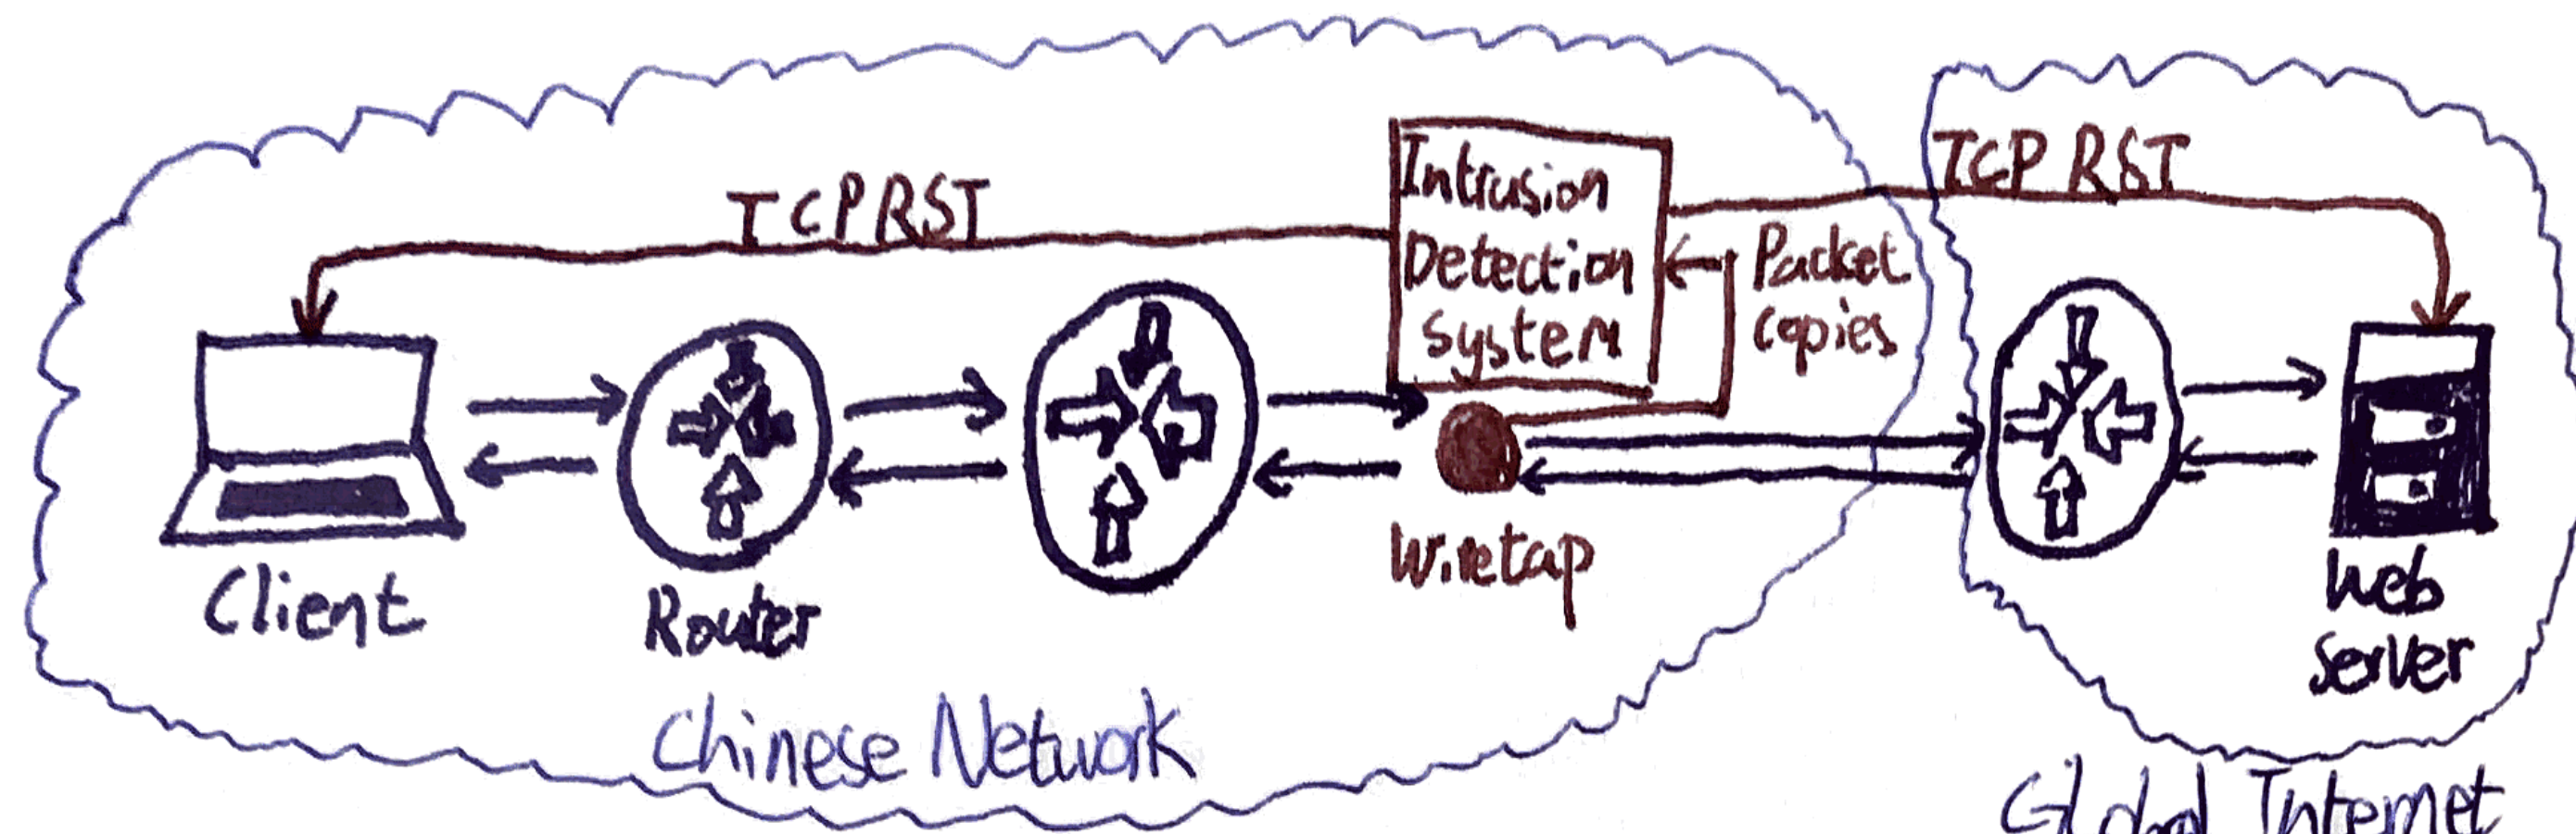 TCP RST
Intrusion
Detection
System
TCP RST
Packet
copies
Client
Router
Wiretap
Web
Server
Chinese Network
Global Internet